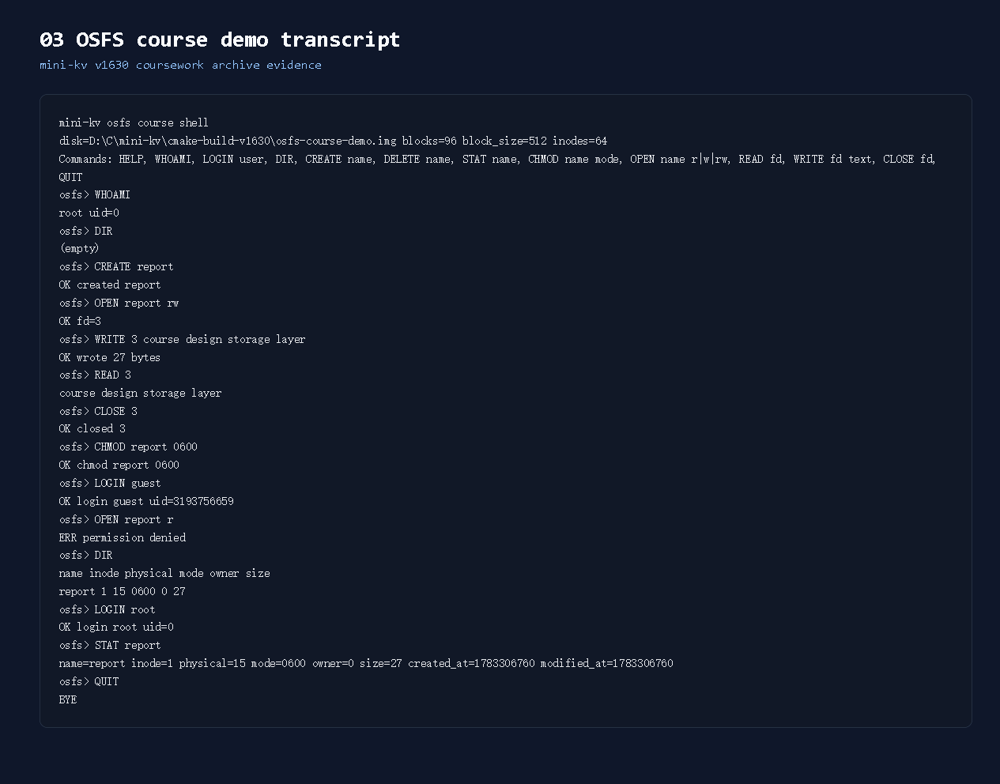 03 OSFS course demo transcript
mini-kv v1630 coursework archive evidence
mini-kv osfs course shell
disk=D:\C\mini-kv\cmake-build-v1630\osfs-course-demo.img blocks=96 block_size=512 inodes=64
Commands: HELP, WHOAMI, LOGIN user, DIR, CREATE name, DELETE name, STAT name, CHMOD name mode, OPEN name r|w|rw, READ fd, WRITE fd text, CLOSE fd,
QUIT
osfs> WHOAMI
root uid=0
osfs> DIR
(empty)
osfs> CREATE report
OK created report
osfs> OPEN report rw
OK fd=3
osfs> WRITE 3 course design storage layer
OK wrote 27 bytes
osfs> READ 3
course design storage layer
osfs> CLOSE 3
OK closed 3
osfs> CHMOD report 0600
OK chmod report 0600
osfs> LOGIN guest
OK login guest uid=3193756659
osfs> OPEN report r
ERR permission denied
osfs> DIR
name inode physical mode owner size
report 1 15 0600 0 27
osfs> LOGIN root
OK login root uid=0
osfs> STAT report
name=report inode=1 physical=15 mode=0600 owner=0 size=27 created_at=1783306760 modified_at=1783306760
osfs> QUIT
BYE